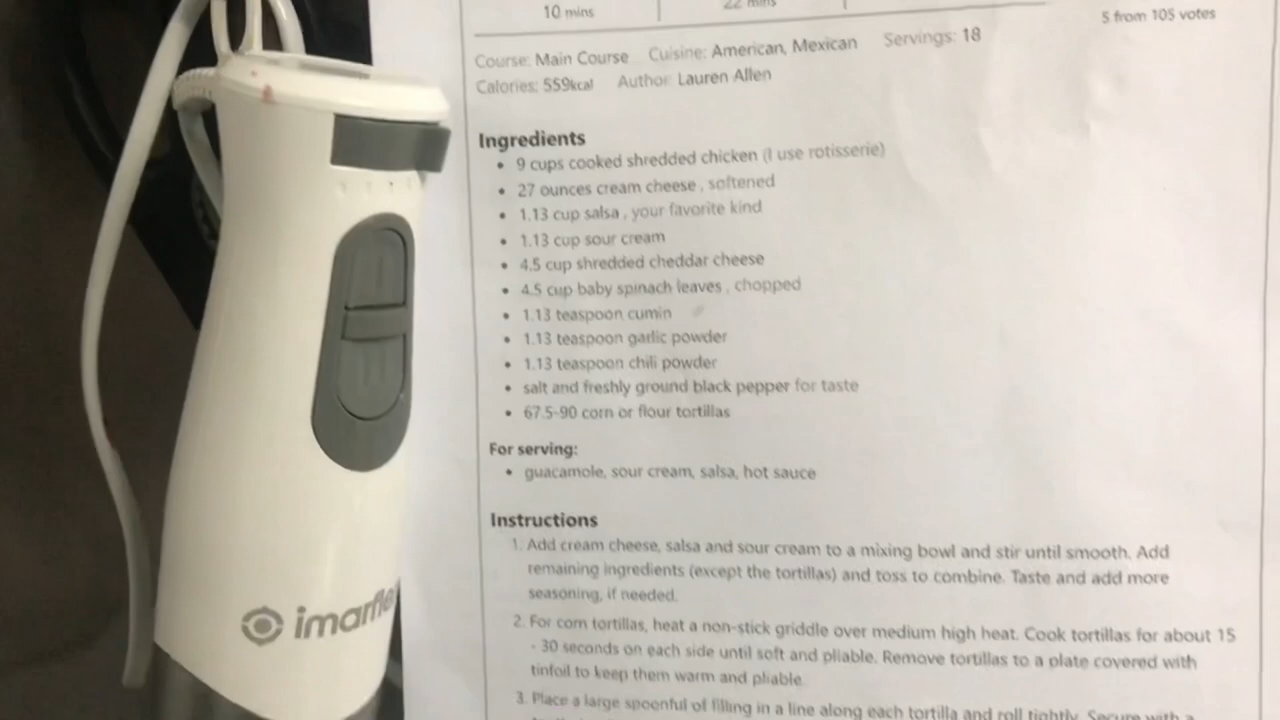 10 mins
22 mins
5 from 105 votes
Course: Main Course Cuisine: American, Mexican Servings: 18
Calories: 559kcal Author: Lauren Allen
Ingredients
• 9 cups cooked shredded chicken (I use rotisserie)
• 27 ounces cream cheese , softened
• 1.13 cup salsa , your favorite kind
• 1.13 cup sour cream
• 4.5 cup shredded cheddar cheese
• 4.5 cup baby spinach leaves , chopped
• 1.13 teaspoon cumin
• 1.13 teaspoon garlic powder
• 1.13 teaspoon chili powder
• salt and freshly ground black pepper for taste
• 67.5-90 corn or flour tortillas
For serving:
• guacamole, sour cream, salsa, hot sauce
Instructions
1. Add cream cheese, salsa and sour cream to a mixing bowl and stir until smooth. Add
remaining ingredients (except the tortillas) and toss to combine. Taste and add more
seasoning, if needed.
2. For corn tortillas, heat a non-stick griddle over medium high heat. Cook tortillas for about 15
- 30 seconds on each side until soft and pliable. Remove tortillas to a plate covered with
tinfoil to keep them warm and pliable.
3. Place a large spoonful of filling in a line along each tortilla and roll tightly. Secure with a
imarfle